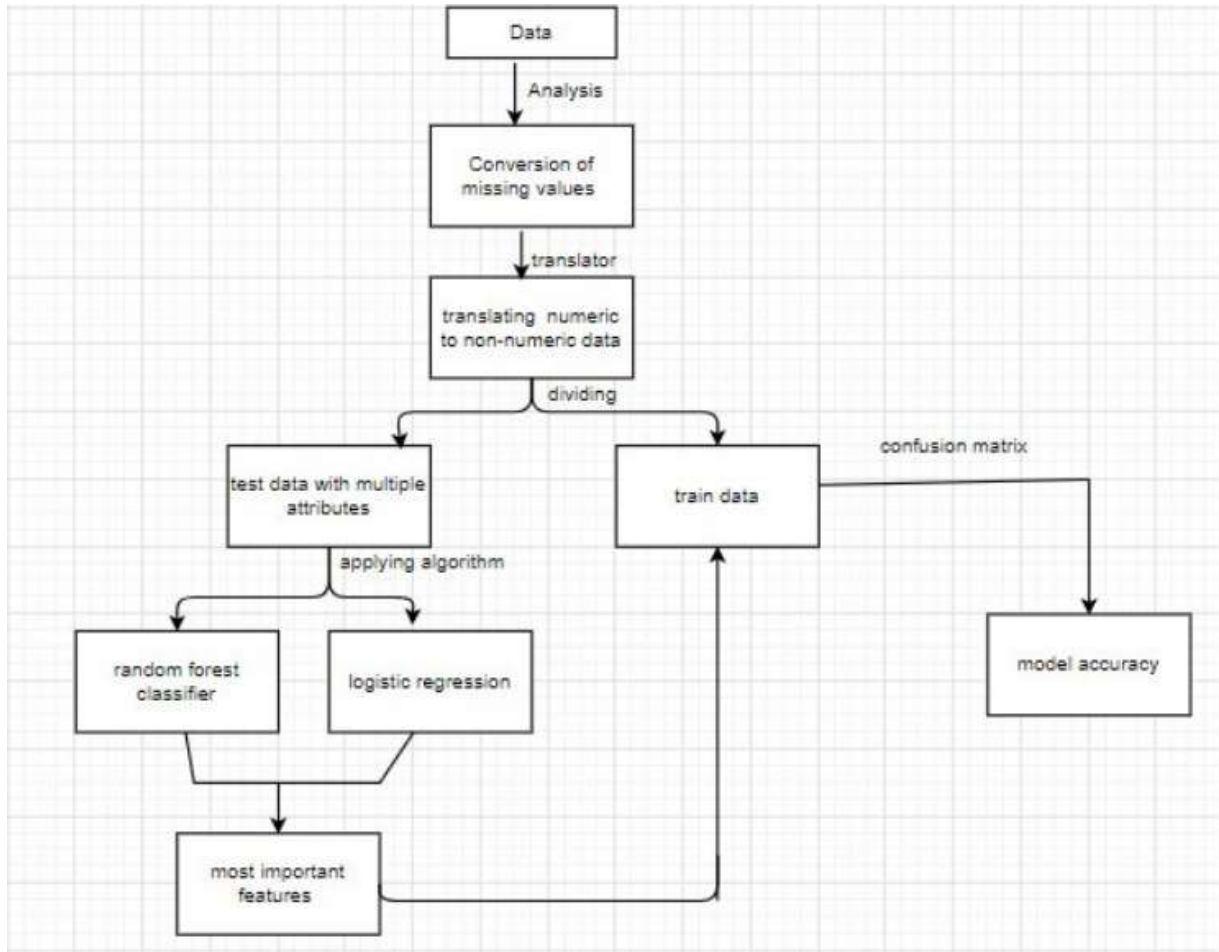 Data
Analysis
Conversion of
missing values
translator
translating numeric
to non-numeric data
dividing
test data with multiple
attributes
train data
confusion matrix
applying algorithm
random forest
classifier
logistic regression
model accuracy
most important
features